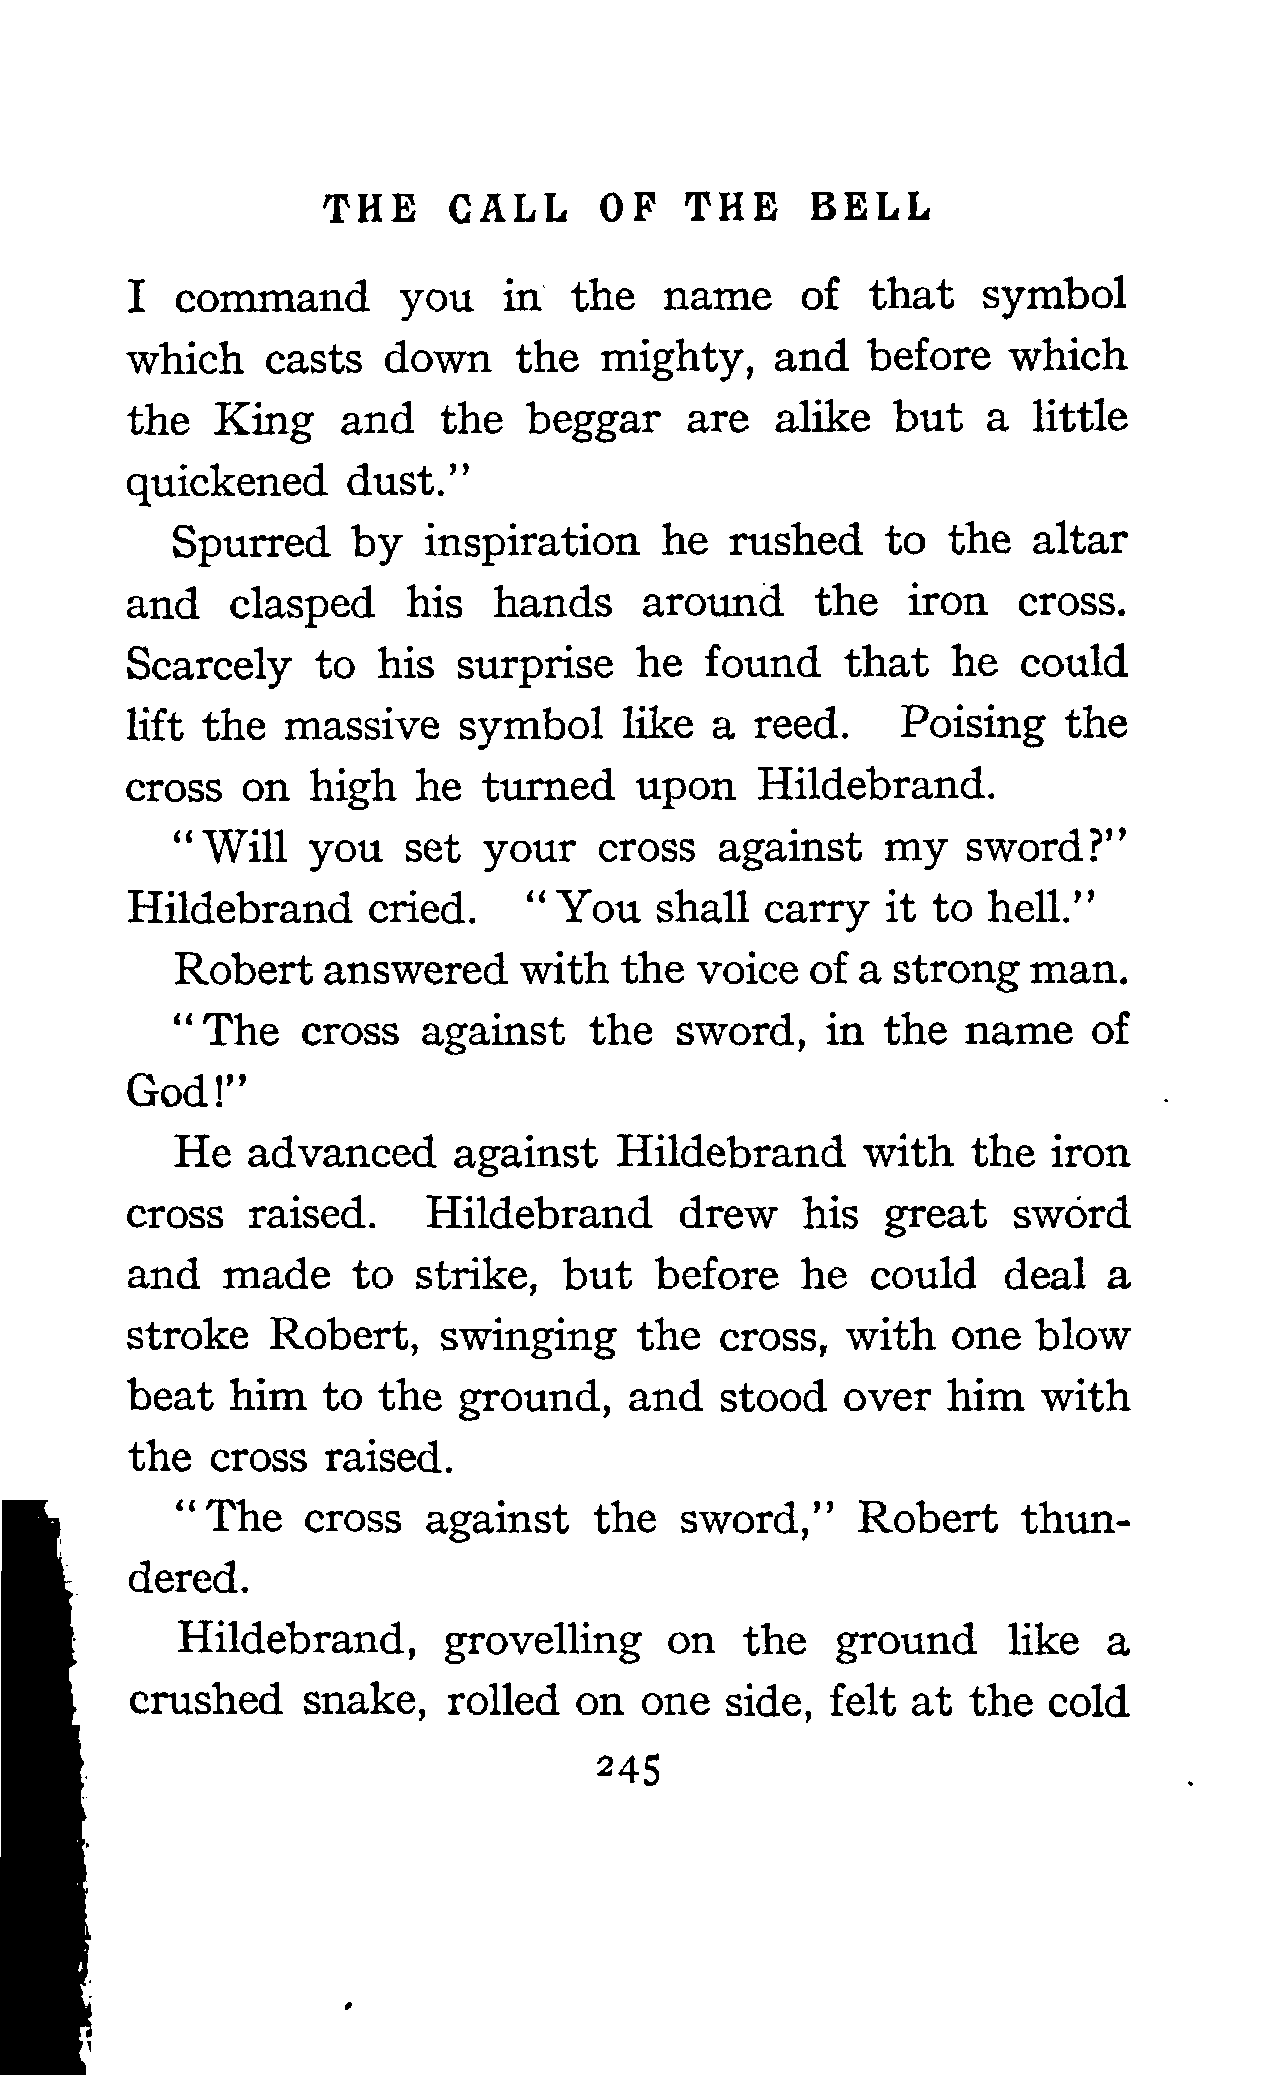 THE CALL OF THE BELL
I command you in the name of that symbol
which casts down the mighty, and before which
the King and the beggar are alike but a little
quickened dust.”
Spurred by inspiration he rushed to the altar
and clasped his hands around the iron cross.
Scarcely to his surprise he found that he could
lift the massive symbol like a reed. Poising the
cross on high he turned upon Hildebrand.
“Will you set your cross against my sword?”
Hildebrand cried. “You shall carry it to hell.”
Robert answered with the voice of a strong man.
“The cross against the sword, in the name of
God!”
He advanced against Hildebrand with the iron
cross raised. Hildebrand drew his great sword
and made to strike, but before he could deal a
stroke Robert, swinging the cross, with one blow
beat him to the ground, and stood over him with
the cross raised.
“The cross against the sword,” Robert thun-
dered.
Hildebrand, grovelling on the ground like a
crushed snake, rolled on one side, felt at the cold
245